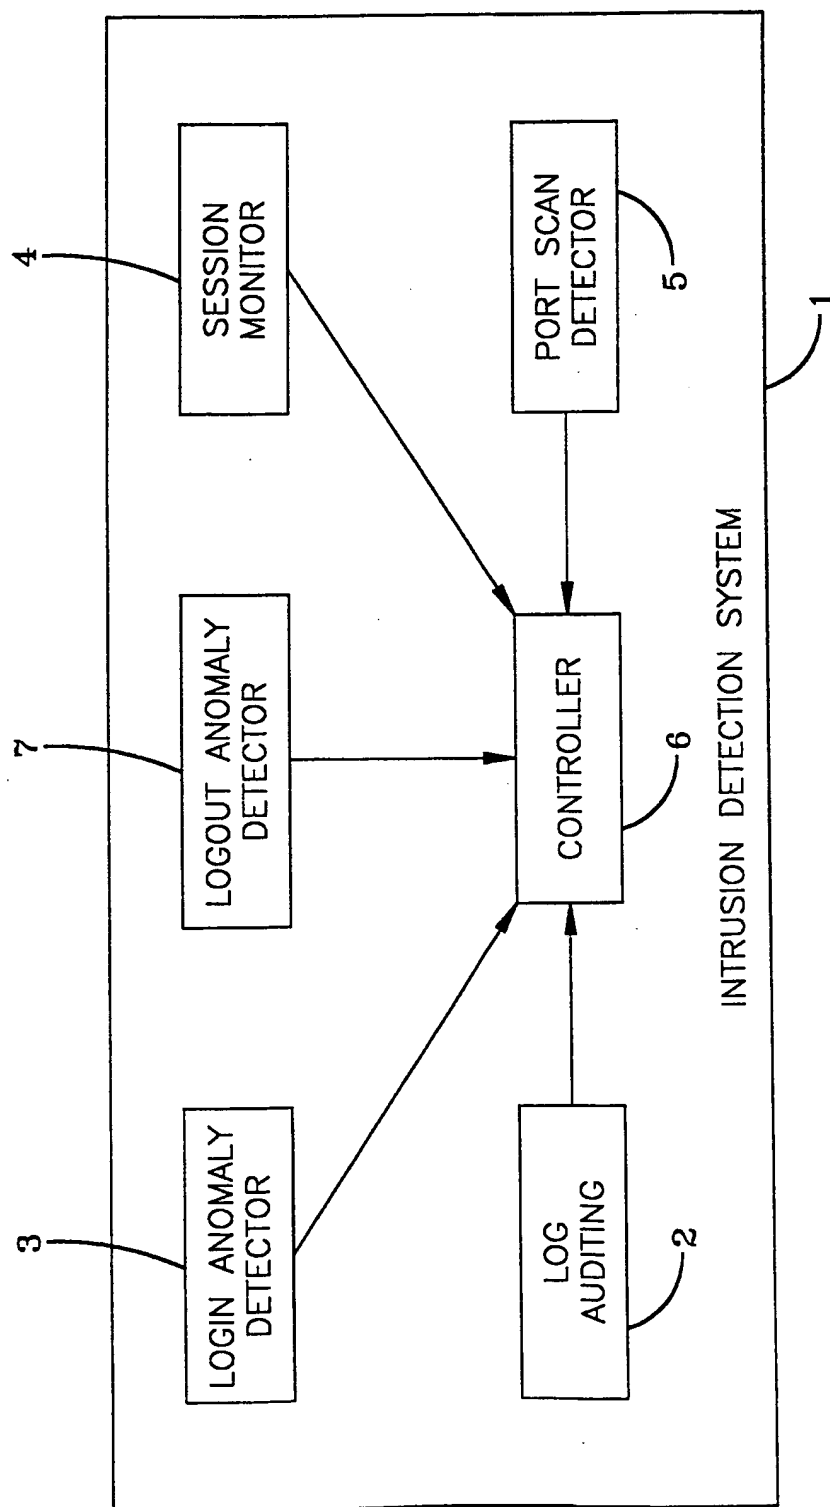 3
LOGIN ANOMALY
DETECTOR
7
LOGOUT ANOMALY
DETECTOR
4
SESSION
MONITOR
LOG
AUDITING
2
CONTROLLER
6
PORT SCAN
DETECTOR
5
INTRUSION DETECTION SYSTEM
1